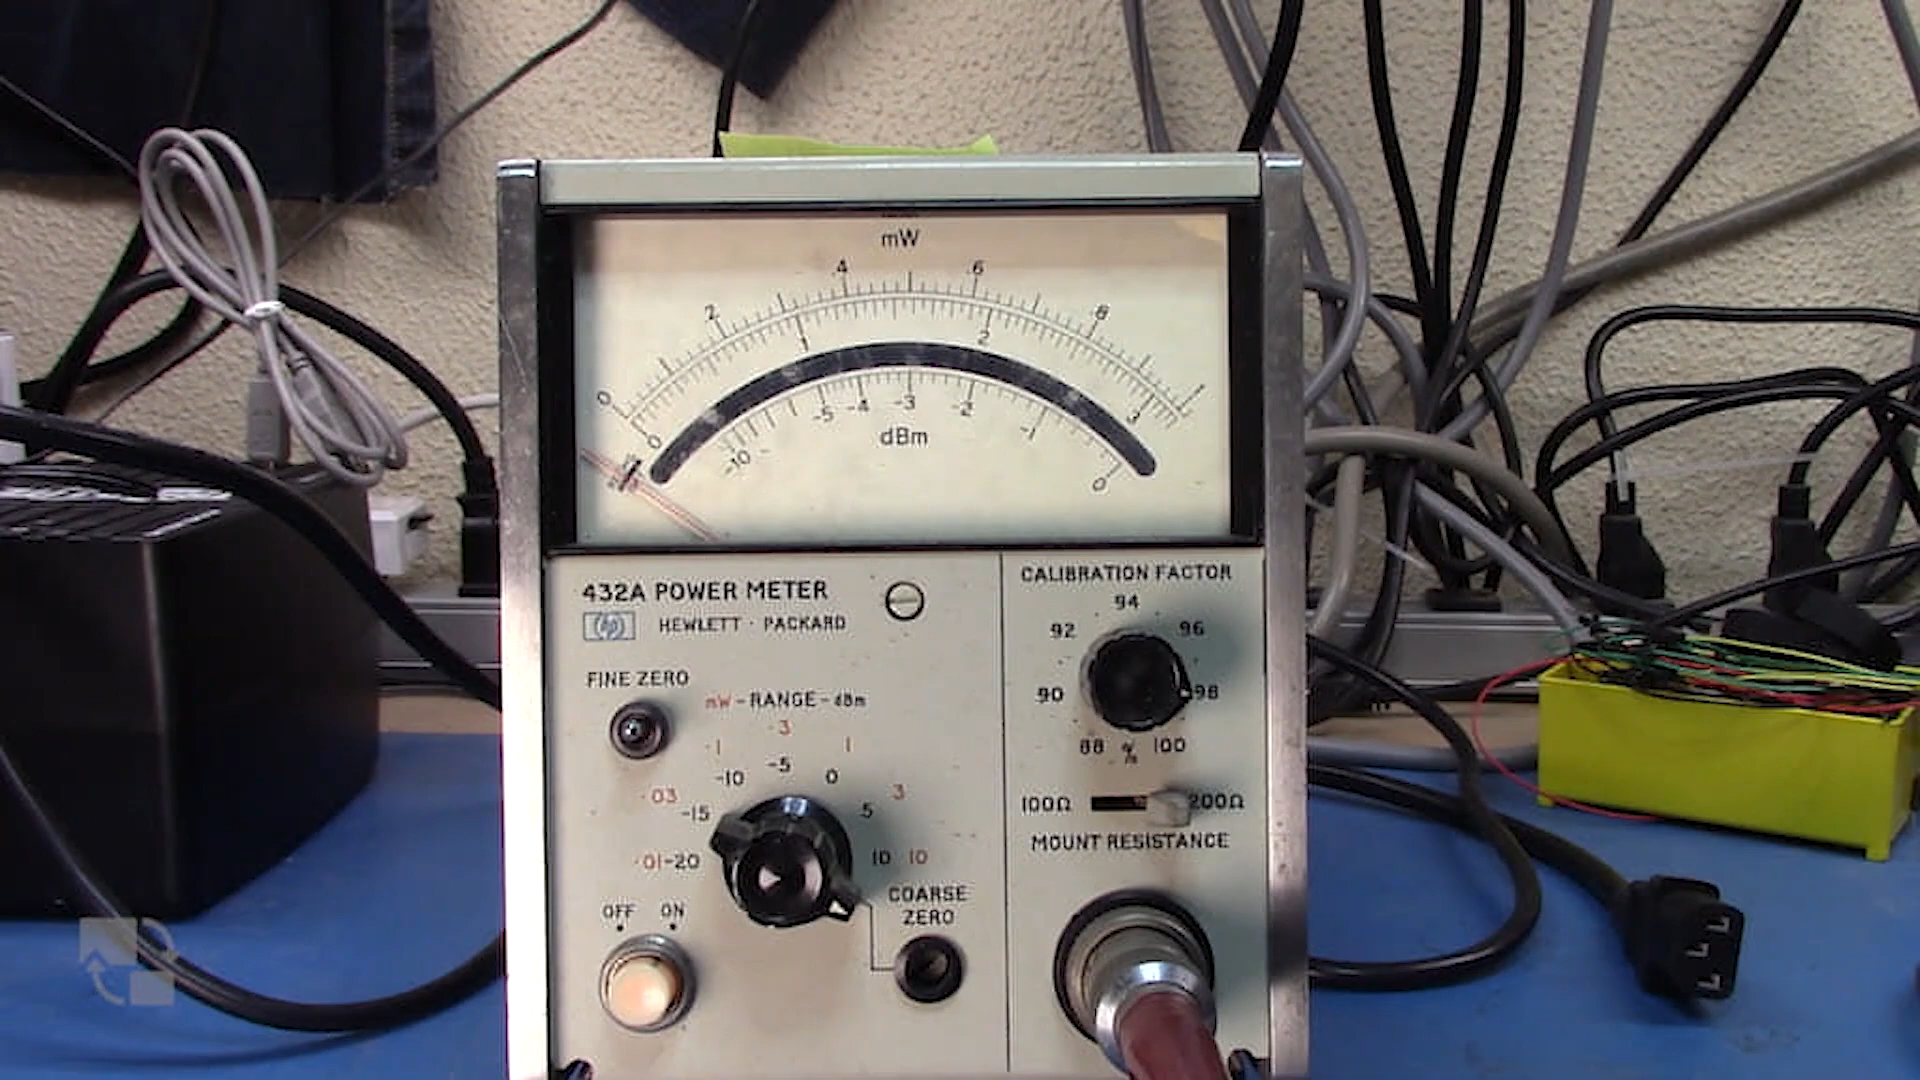 mW
0 .2 .4 .6 .8 1
0 1 2 3
-10 -5 -4 -3 -2 -1 0
dBm
432A POWER METER
hp HEWLETT · PACKARD
FINE ZERO
mW - RANGE - dBm
.01 .03 .1 .3 1 3 10
-20 -15 -10 -5 0 5 10
COARSE
ZERO
OFF ON
CALIBRATION FACTOR
88 90 92 94 96 98 100
%
100Ω 200Ω
MOUNT RESISTANCE